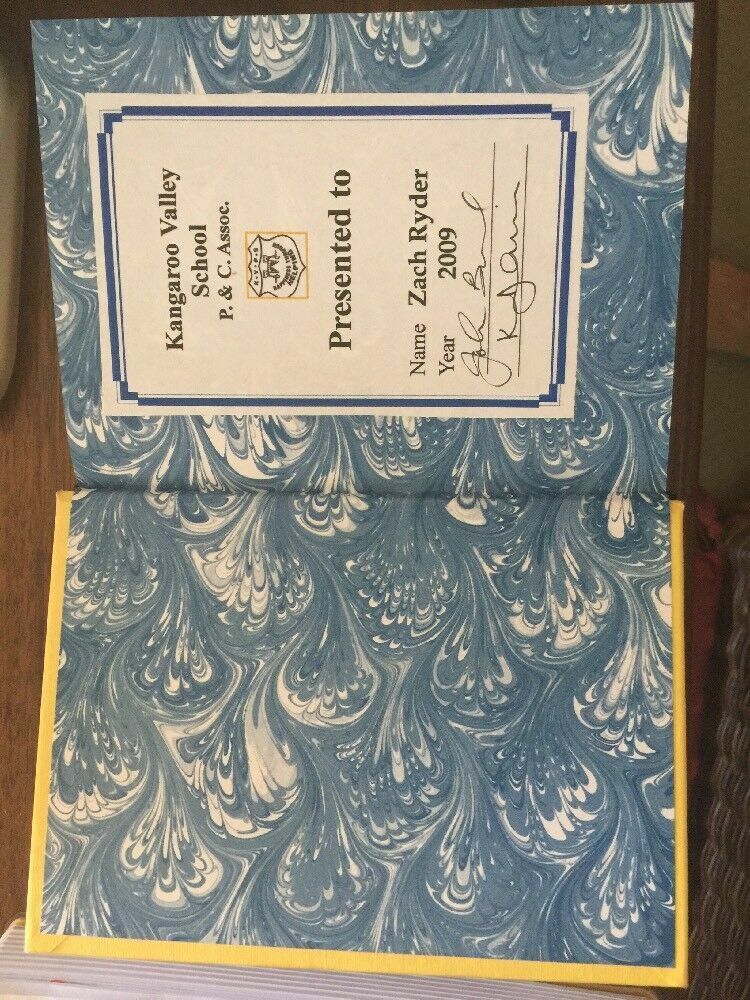 Kangaroo Valley
School
P. & C. Assoc.
K·V·P·S
Presented to
Name Zach Ryder
Year 2009